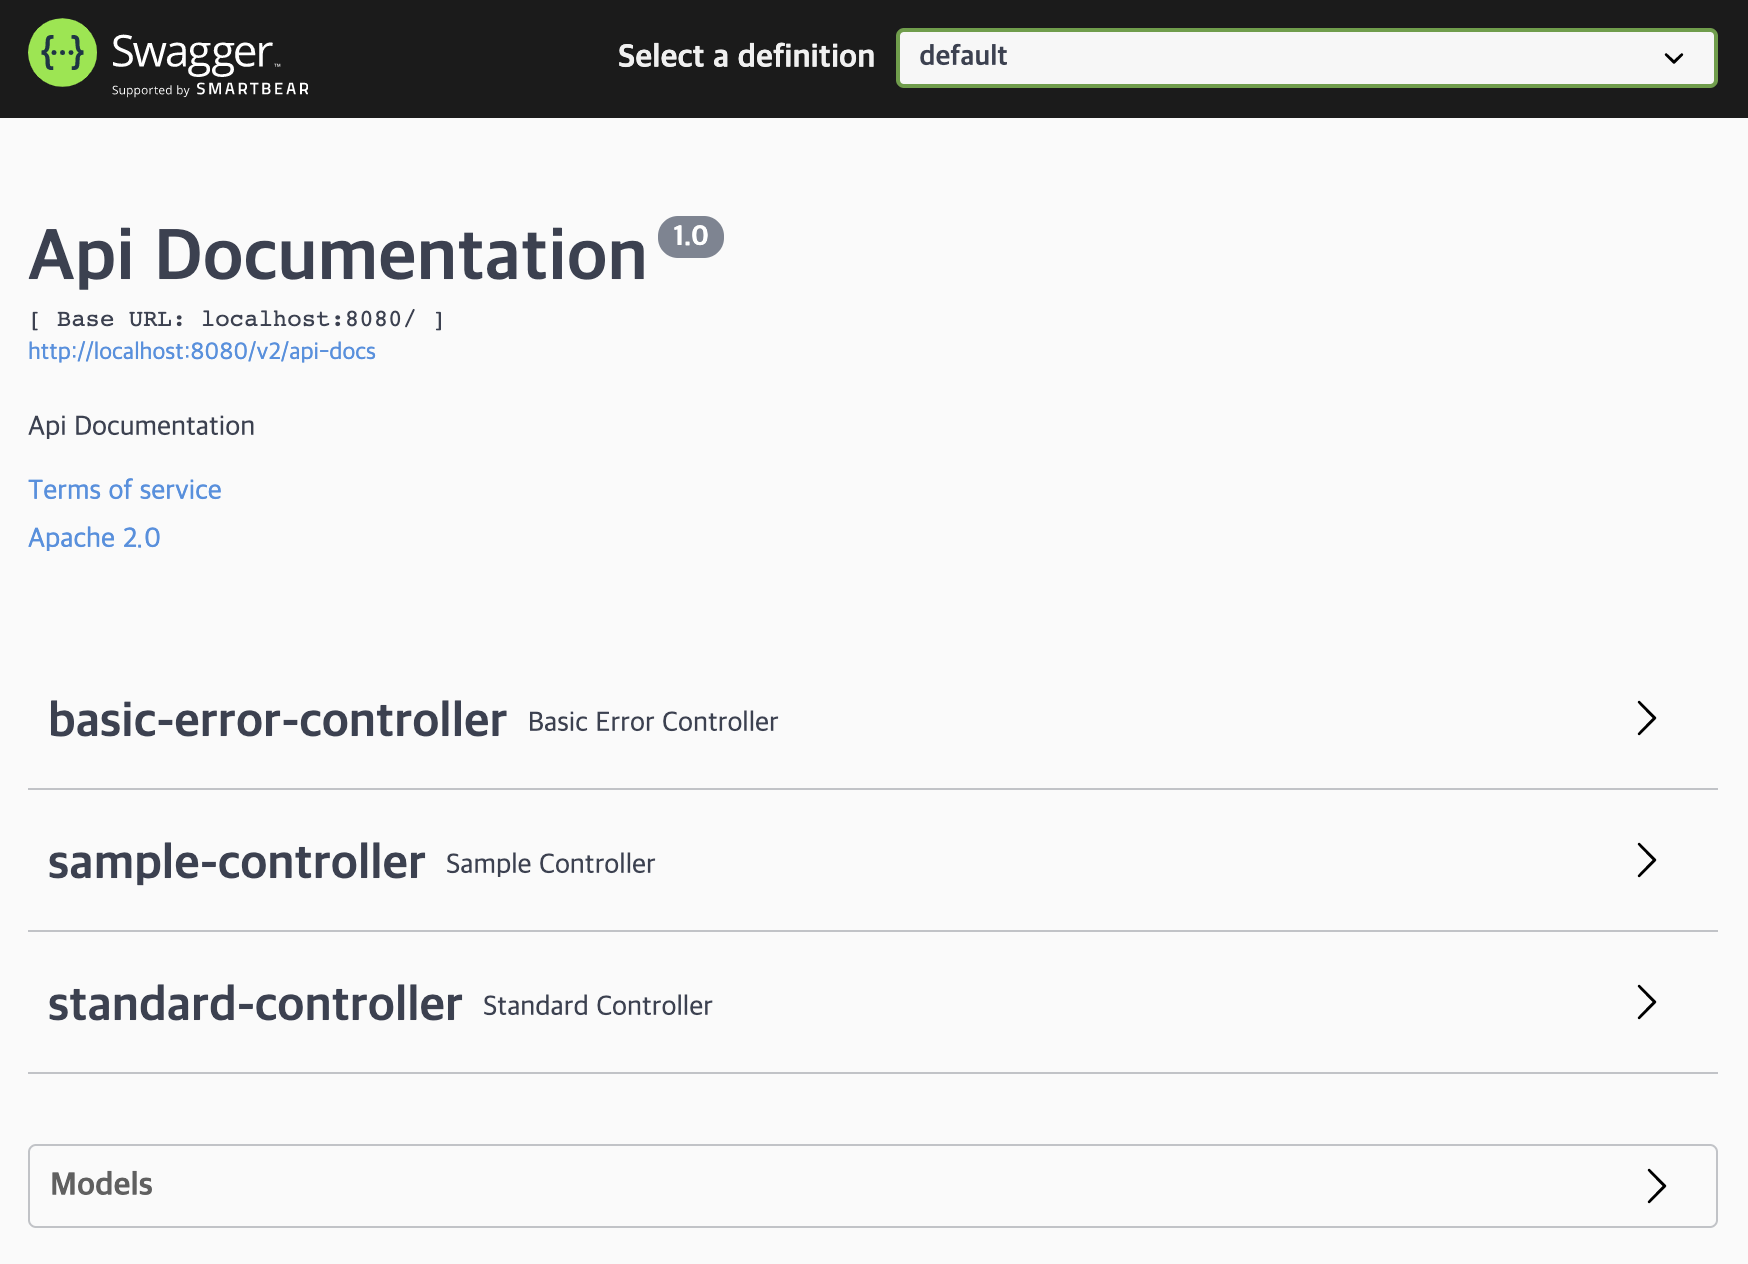 {···} Swagger™
Supported by SMARTBEAR
Select a definition
default
Api Documentation 1.0
[ Base URL: localhost:8080/ ]
http://localhost:8080/v2/api-docs
Api Documentation
Terms of service
Apache 2.0
basic-error-controller Basic Error Controller
sample-controller Sample Controller
standard-controller Standard Controller
Models